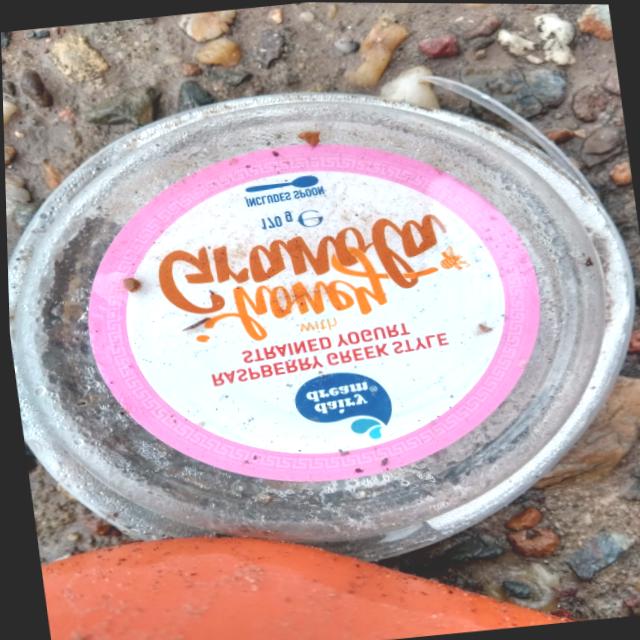 dairy
dream®
RASPBERRY GREEK STYLE
STRAINED YOGURT
with
honey &
Granola
170 g ℮
INCLUDES SPOON